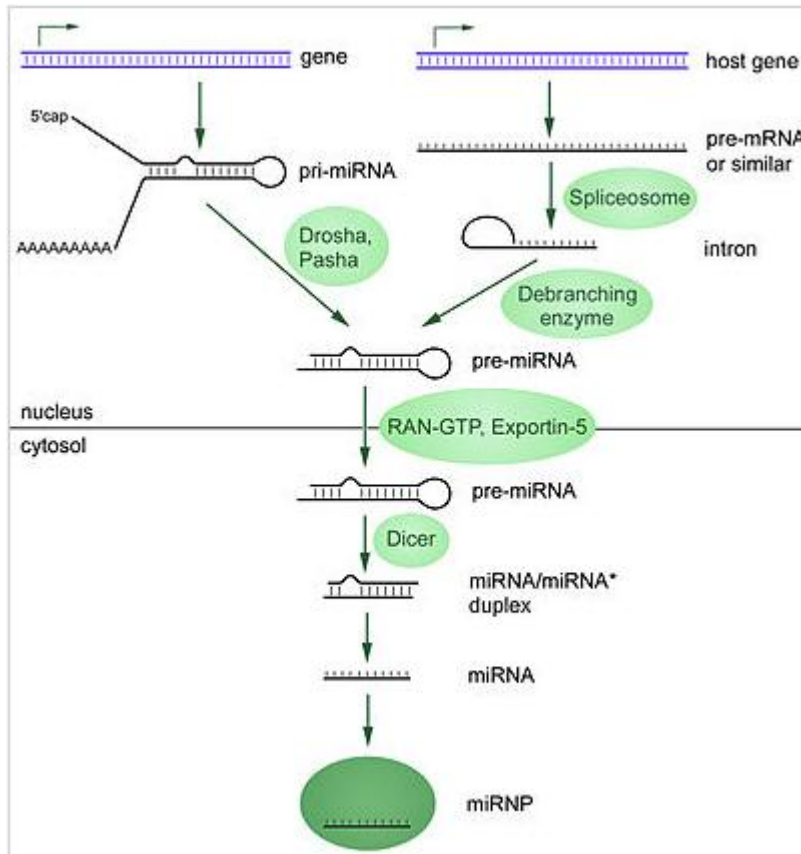 gene
host gene
5'cap
pri-miRNA
pre-mRNA
or similar
Spliceosome
AAAAAAAAA
Drosha,
Pasha
intron
Debranching
enzyme
pre-miRNA
nucleus
RAN-GTP, Exportin-5
cytosol
pre-miRNA
Dicer
miRNA/miRNA*
duplex
miRNA
miRNP